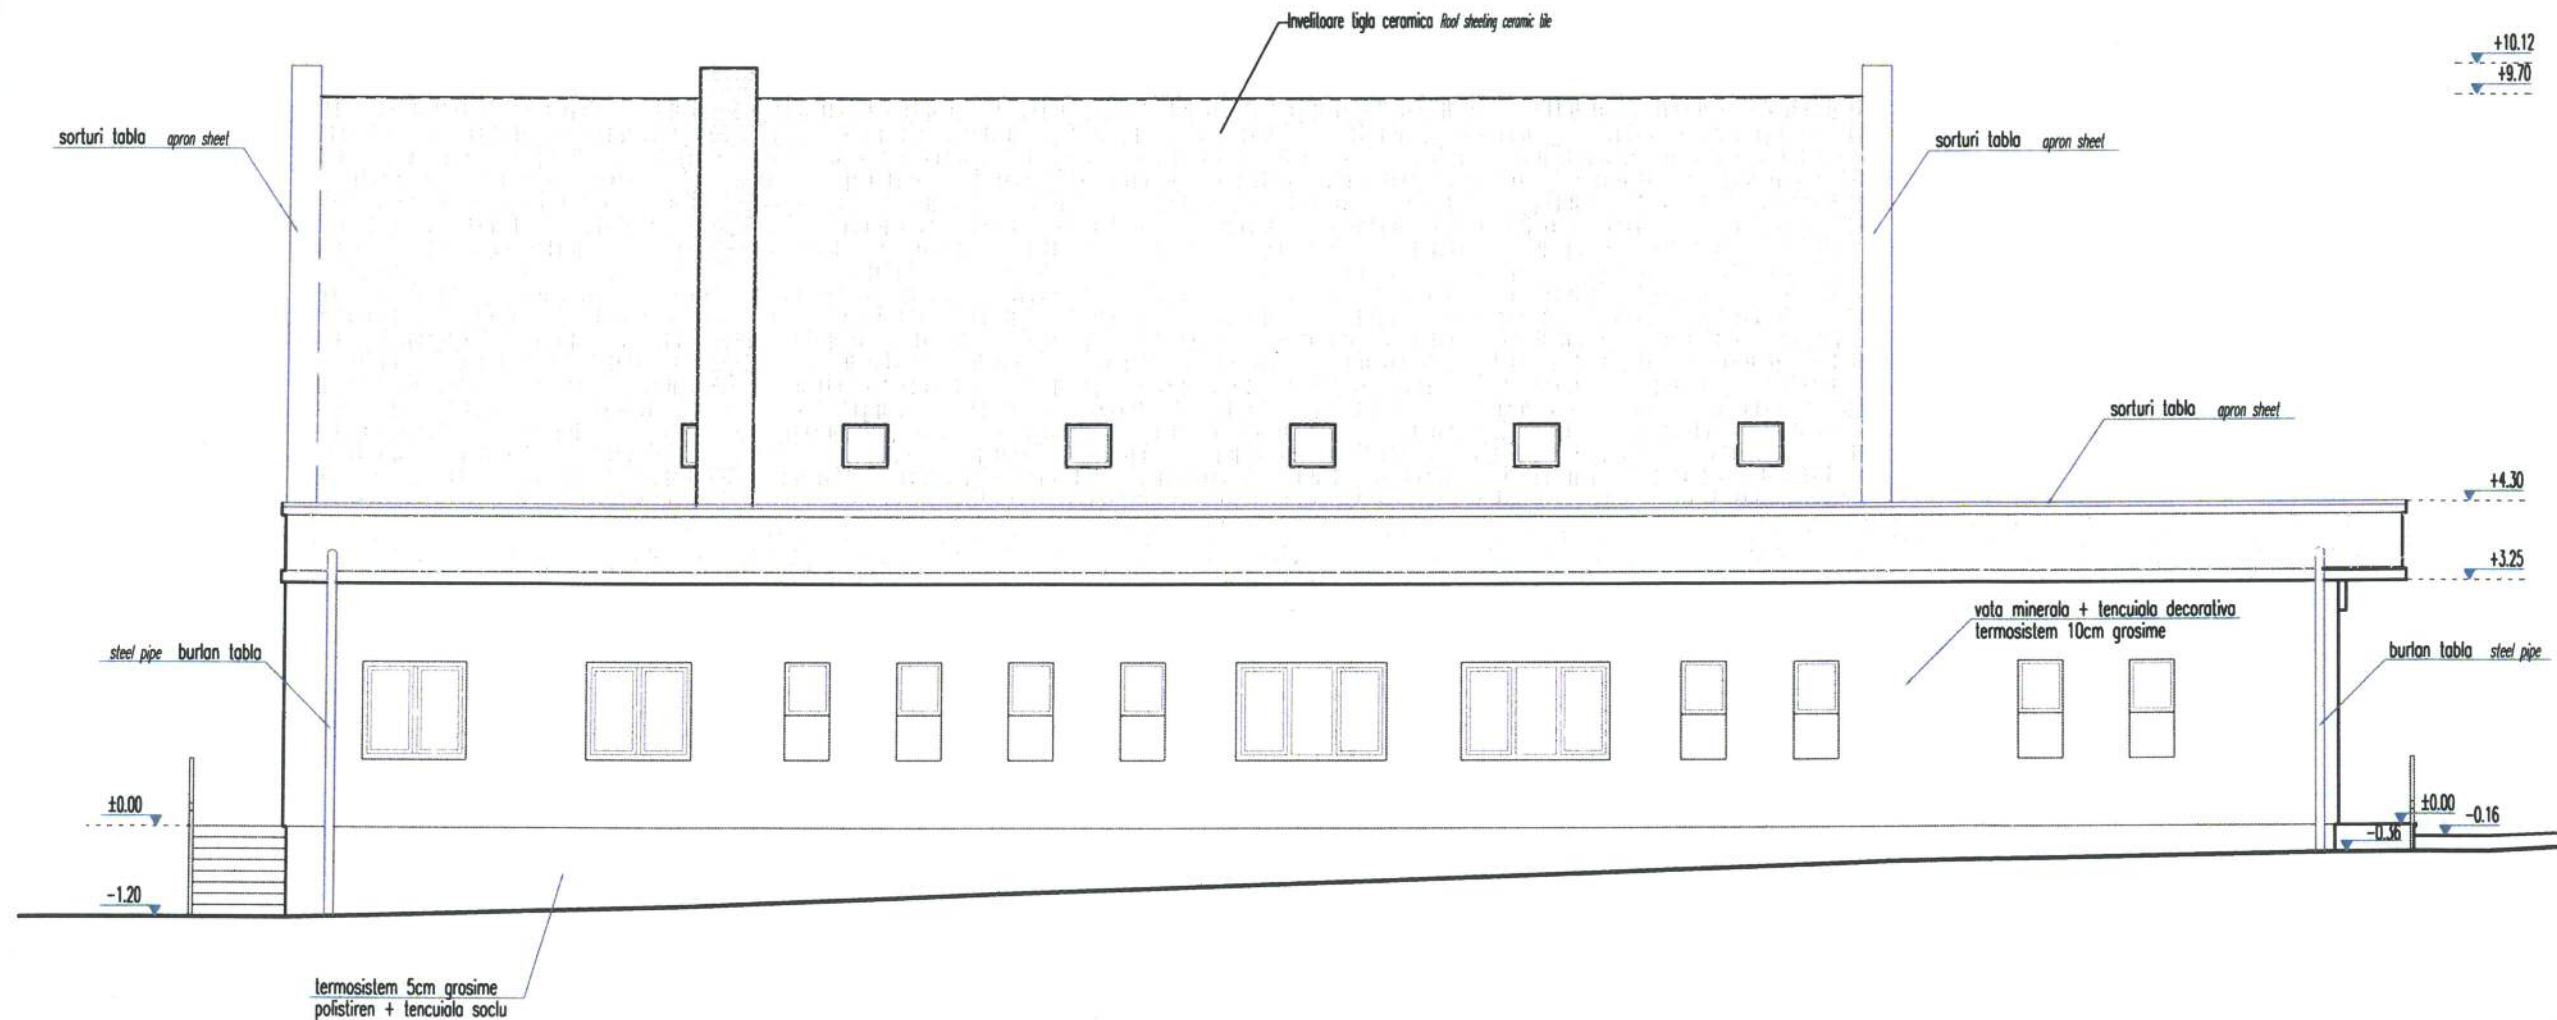 Invelitoare tigla ceramica Roof sheeting ceramic tile
+10.12
+9.70
sorturi tabla apron sheet
sorturi tabla apron sheet
sorturi tabla apron sheet
+4.30
+3.25
vata minerala + tencuiala decorativa
termosistem 10cm grosime
steel pipe burlan tabla
burlan tabla steel pipe
±0.00
±0.00
-0.16
-0.36
-1.20
termosistem 5cm grosime
polistiren + tencuiala soclu